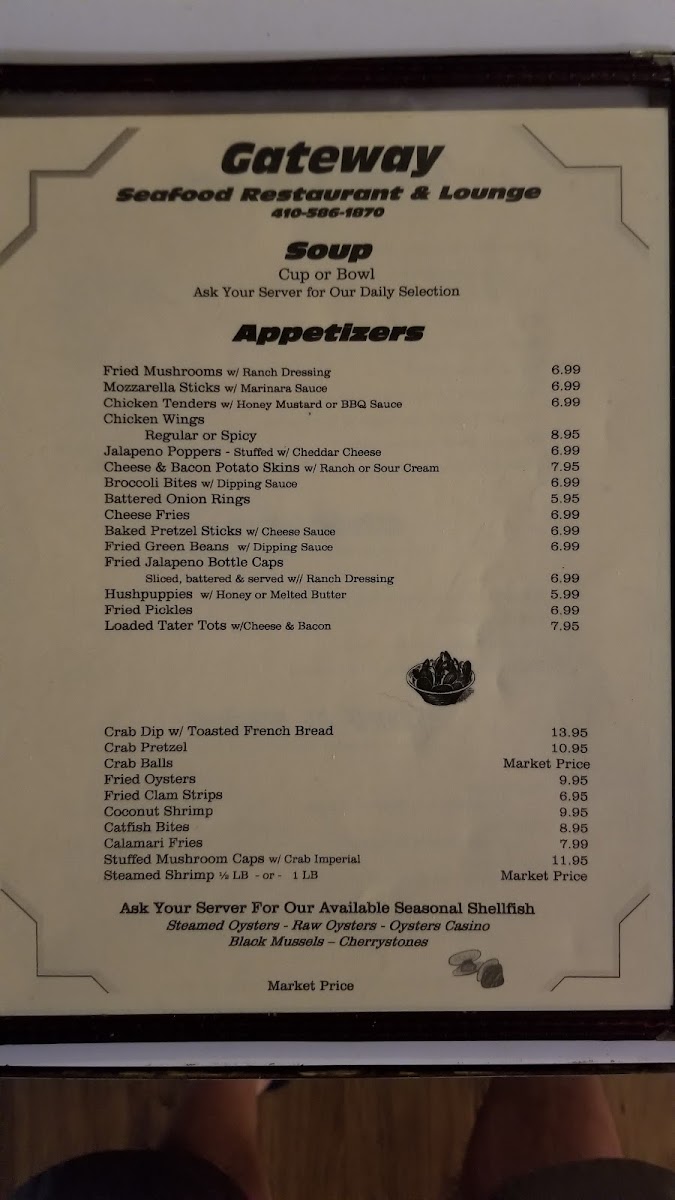 Gateway
Seafood Restaurant & Lounge
410-586-1870
Soup
Cup or Bowl
Ask Your Server for Our Daily Selection
Appetizers
Fried Mushrooms w/ Ranch Dressing 6.99
Mozzarella Sticks w/ Marinara Sauce 6.99
Chicken Tenders w/ Honey Mustard or BBQ Sauce 6.99
Chicken Wings
Regular or Spicy 8.95
Jalapeno Poppers - Stuffed w/ Cheddar Cheese 6.99
Cheese & Bacon Potato Skins w/ Ranch or Sour Cream 7.95
Broccoli Bites w/ Dipping Sauce 6.99
Battered Onion Rings 5.95
Cheese Fries 6.99
Baked Pretzel Sticks w/ Cheese Sauce 6.99
Fried Green Beans w/ Dipping Sauce 6.99
Fried Jalapeno Bottle Caps
Sliced, battered & served w// Ranch Dressing 6.99
Hushpuppies w/ Honey or Melted Butter 5.99
Fried Pickles 6.99
Loaded Tater Tots w/Cheese & Bacon 7.95
Crab Dip w/ Toasted French Bread 13.95
Crab Pretzel 10.95
Crab Balls Market Price
Fried Oysters 9.95
Fried Clam Strips 6.95
Coconut Shrimp 9.95
Catfish Bites 8.95
Calamari Fries 7.99
Stuffed Mushroom Caps w/ Crab Imperial 11.95
Steamed Shrimp ½ LB - or - 1 LB Market Price
Ask Your Server For Our Available Seasonal Shellfish
Steamed Oysters - Raw Oysters - Oysters Casino
Black Mussels – Cherrystones
Market Price